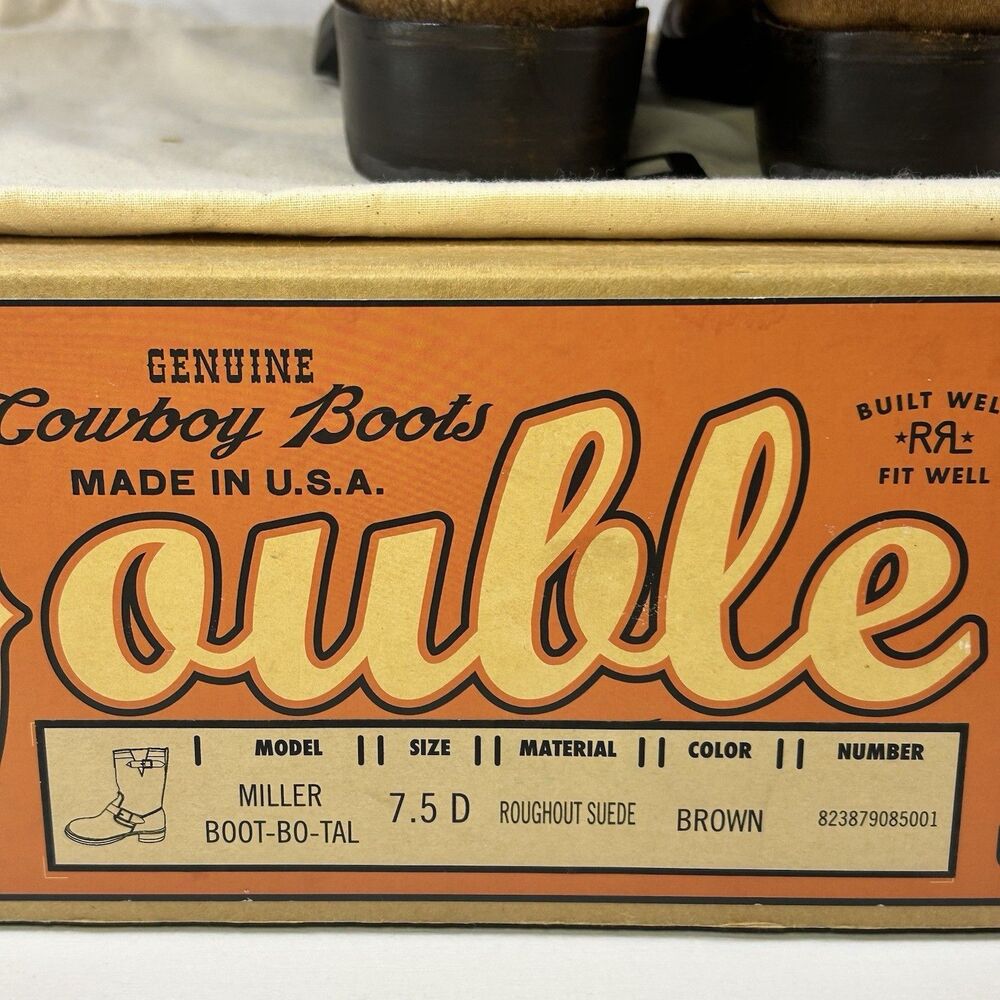 GENUINE
Cowboy Boots
MADE IN U.S.A.
BUILT WEL
RRL
FIT WELL
ouble
MODEL SIZE MATERIAL COLOR NUMBER
MILLER
BOOT-BO-TAL 7.5 D ROUGHOUT SUEDE BROWN 823879085001